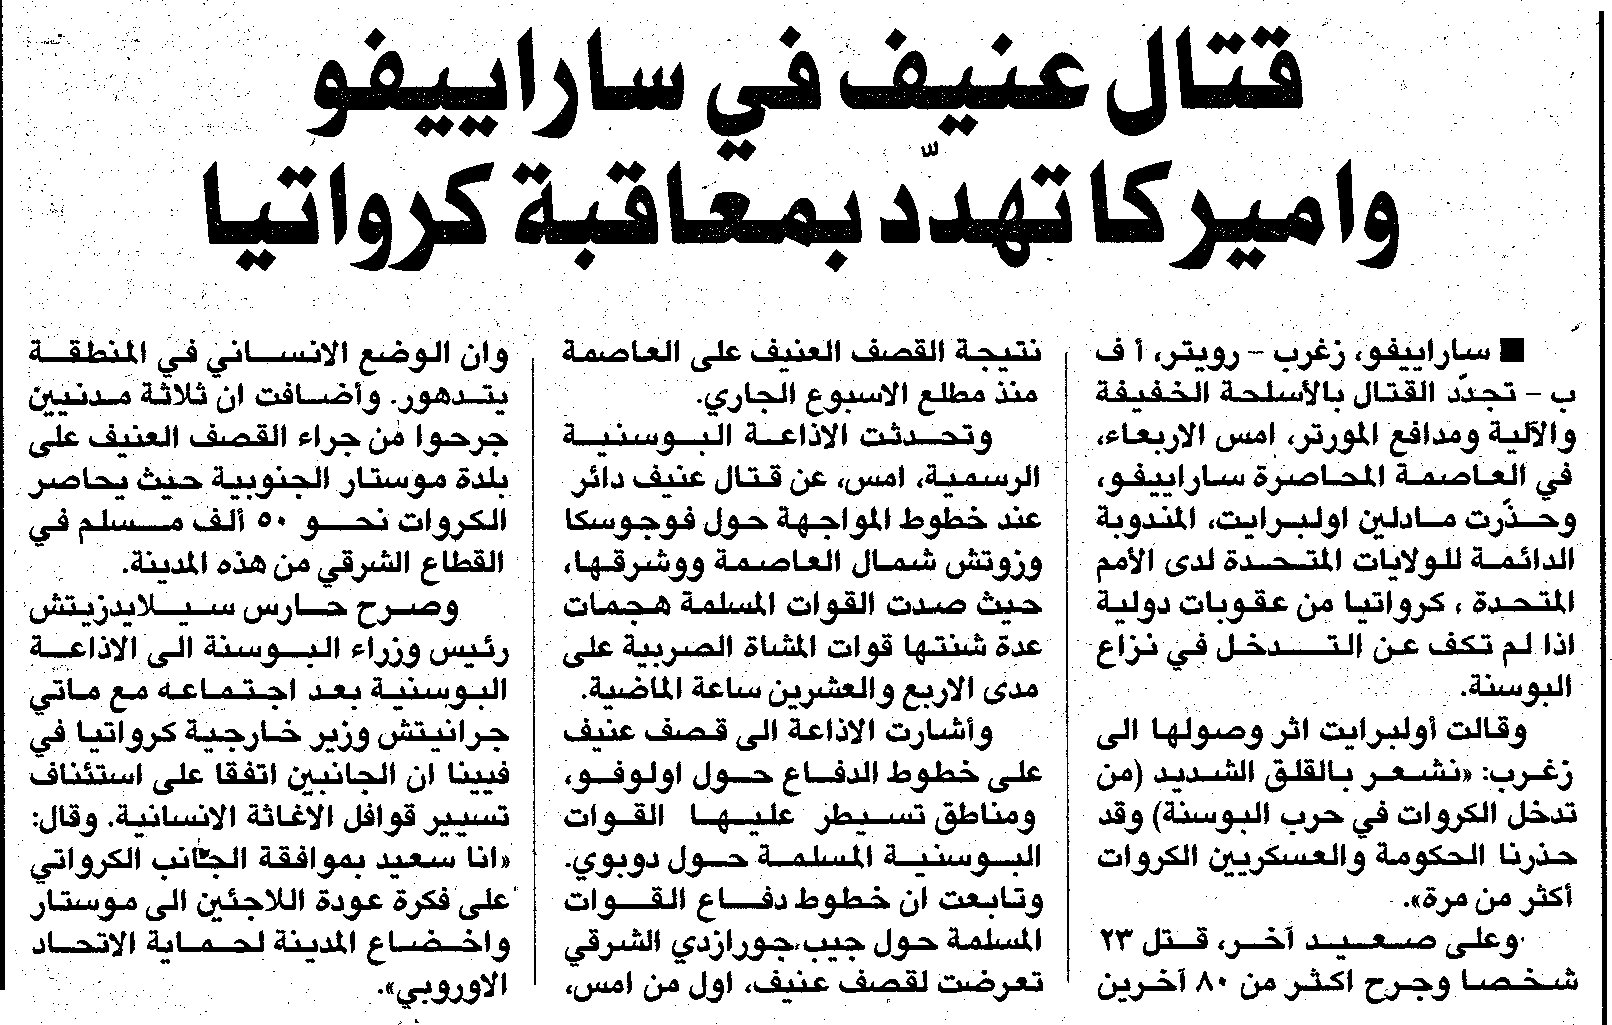 قتال عنيف في ساراييفو
واميركا تهدّد بمعاقبة كرواتيا
■ ساراييفو، زغرب – رويتر، أ ف
ب – تجدّد القتال بالأسلحة الخفيفة
والآلية ومدافع المورتر، امس الاربعاء،
في العاصمة المحاصرة ساراييفو،
وحذّرت مادلين اولبرايت، المندوبة
الدائمة للولايات المتحدة لدى الأمم
المتحدة ، كرواتيا من عقوبات دولية
اذا لم تكف عن التدخل في نزاع
البوسنة.
وقالت أولبرايت اثر وصولها الى
زغرب: «نشعر بالقلق الشديد (من
تدخل الكروات في حرب البوسنة) وقد
حذرنا الحكومة والعسكريين الكروات
أكثر من مرة».
وعلى صعيد آخر، قتل ٢٣
شخصا وجرح اكثر من ٨٠ آخرين
نتيجة القصف العنيف على العاصمة
منذ مطلع الاسبوع الجاري.
وتحدثت الاذاعة البوسنية
الرسمية، امس، عن قتال عنيف دائر
عند خطوط المواجهة حول فوجوسكا
وزوتش شمال العاصمة ووشرقها،
حيث صدت القوات المسلمة هجمات
عدة شنتها قوات المشاة الصربية على
مدى الاربع والعشرين ساعة الماضية.
وأشارت الاذاعة الى قصف عنيف
على خطوط الدفاع حول اولوفو،
ومناطق تسيطر عليها القوات
البوسنية المسلمة حول دوبوي.
وتابعت ان خطوط دفاع القوات
المسلمة حول جيب جورازدي الشرقي
تعرضت لقصف عنيف، اول من امس،
وان الوضع الانساني في المنطقة
يتدهور. وأضافت ان ثلاثة مدنيين
جرحوا من جراء القصف العنيف على
بلدة موستار الجنوبية حيث يحاصر
الكروات نحو ٥٠ ألف مسلم في
القطاع الشرقي من هذه المدينة.
وصرح حارس سيلايدزيتش
رئيس وزراء البوسنة الى الاذاعة
البوسنية بعد اجتماعه مع ماتي
جرانيتش وزير خارجية كرواتيا في
فيينا ان الجانبين اتفقا على استئناف
تسيير قوافل الاغاثة الانسانية. وقال:
«انا سعيد بموافقة الجانب الكرواتي
على فكرة عودة اللاجئين الى موستار
واخضاع المدينة لحماية الاتحاد
الاوروبي».